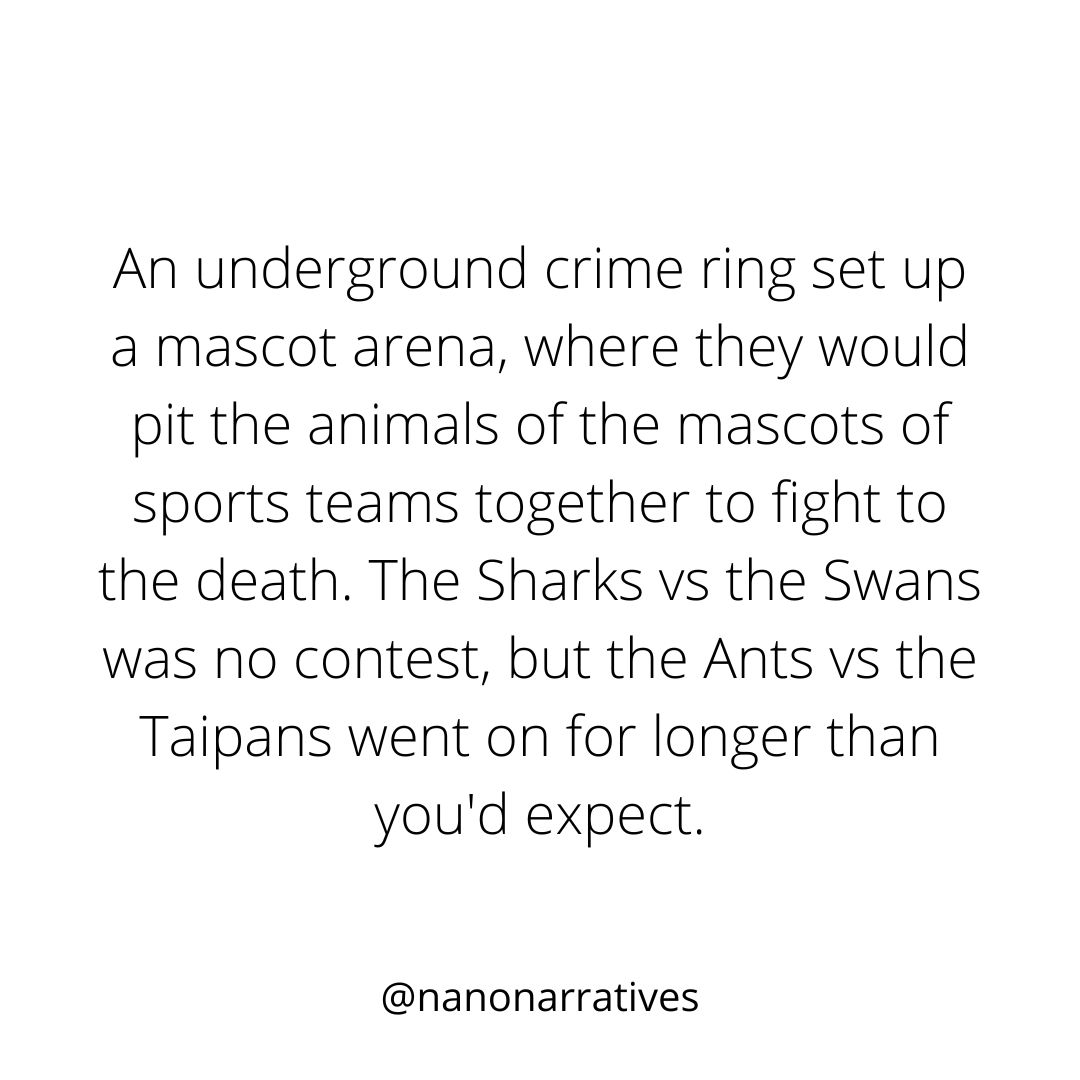 An underground crime ring set up
a mascot arena, where they would
pit the animals of the mascots of
sports teams together to fight to
the death. The Sharks vs the Swans
was no contest, but the Ants vs the
Taipans went on for longer than
you'd expect.
@nanonarratives